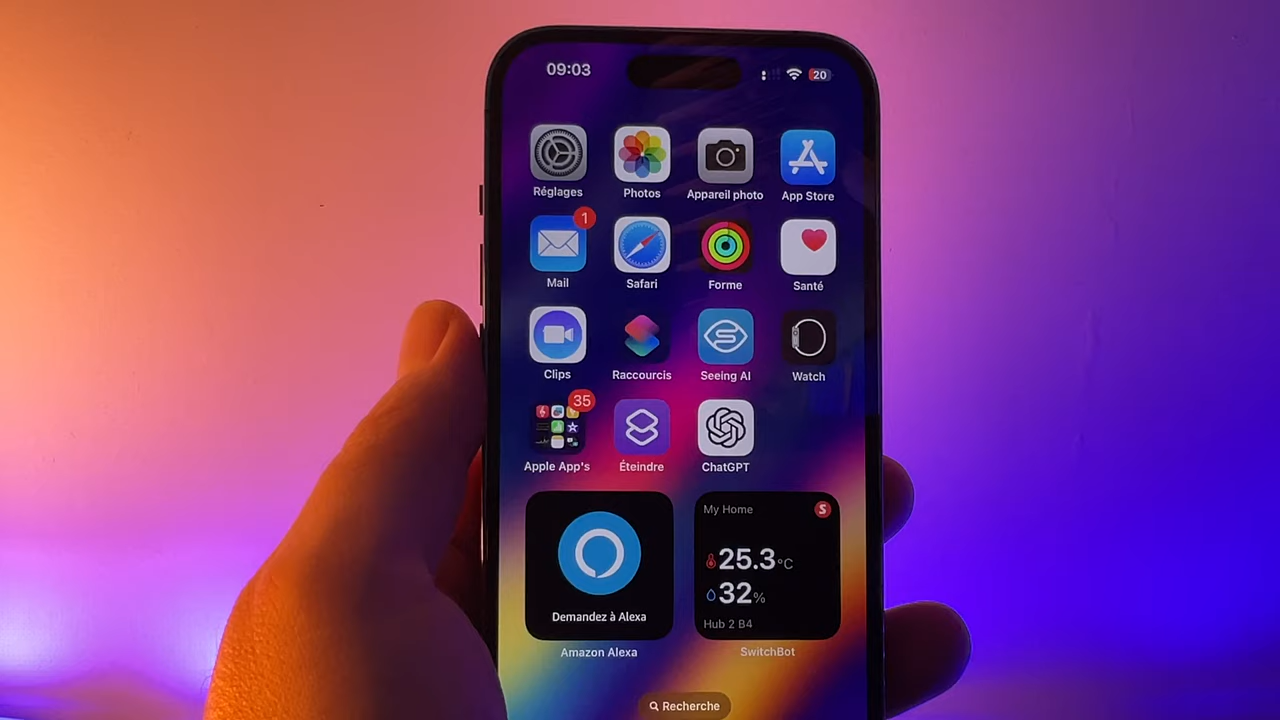 09:03
20
Réglages
Photos
Appareil photo
App Store
1
Mail
Safari
Forme
Santé
Clips
Raccourcis
Seeing AI
Watch
35
Apple App's
Éteindre
ChatGPT
Demandez à Alexa
Amazon Alexa
My Home
S
25.3°C
32%
Hub 2 B4
SwitchBot
Recherche